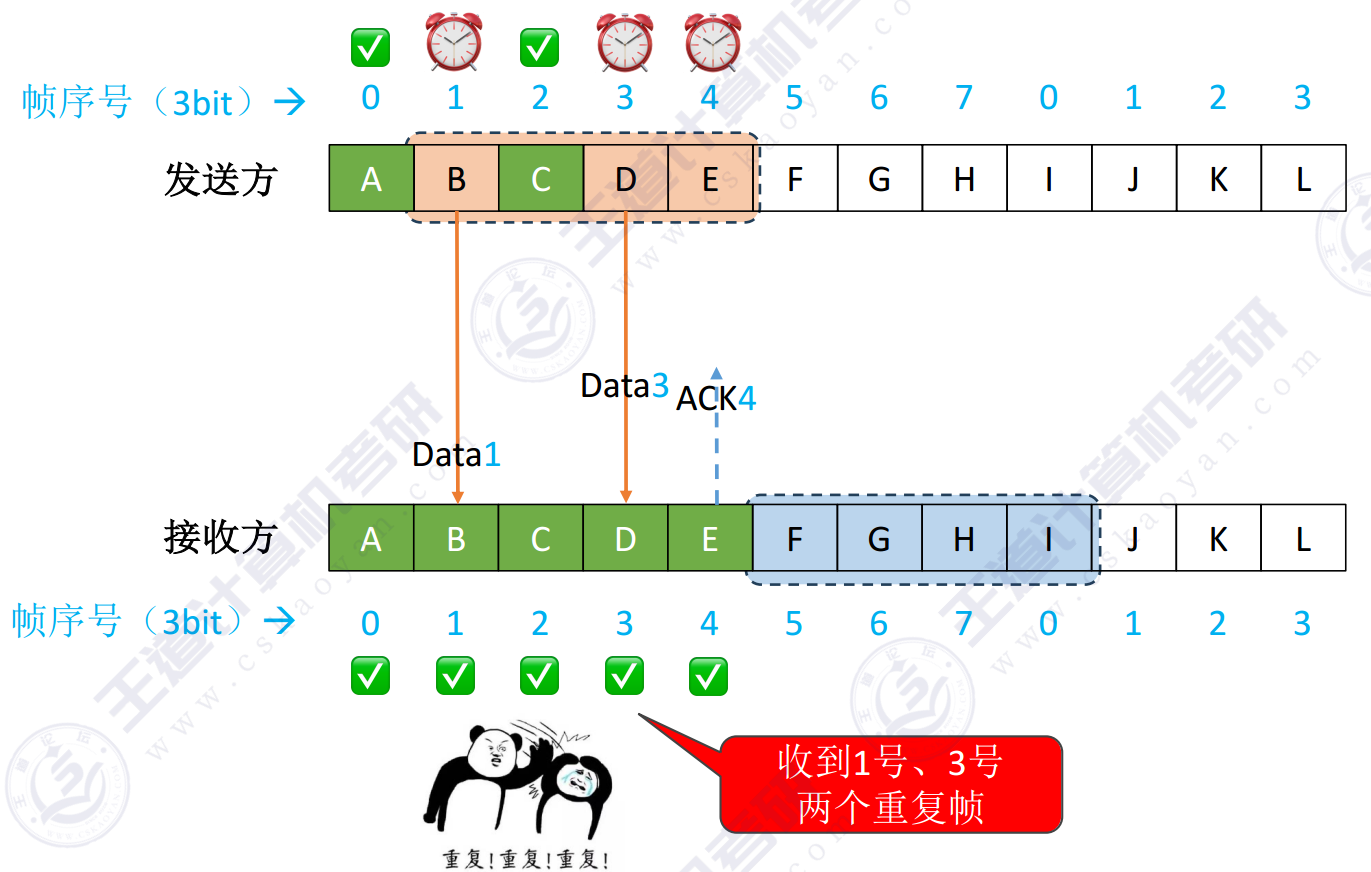 帧序号（3bit）→ 0 1 2 3 4 5 6 7 0 1 2 3
发送方 A B C D E F G H I J K L
Data3 ACK4
Data1
接收方 A B C D E F G H I J K L
帧序号（3bit）→ 0 1 2 3 4 5 6 7 0 1 2 3
收到1号、3号
两个重复帧
重复!重复!重复!
王道计算机考研
www.cskaoyan.com